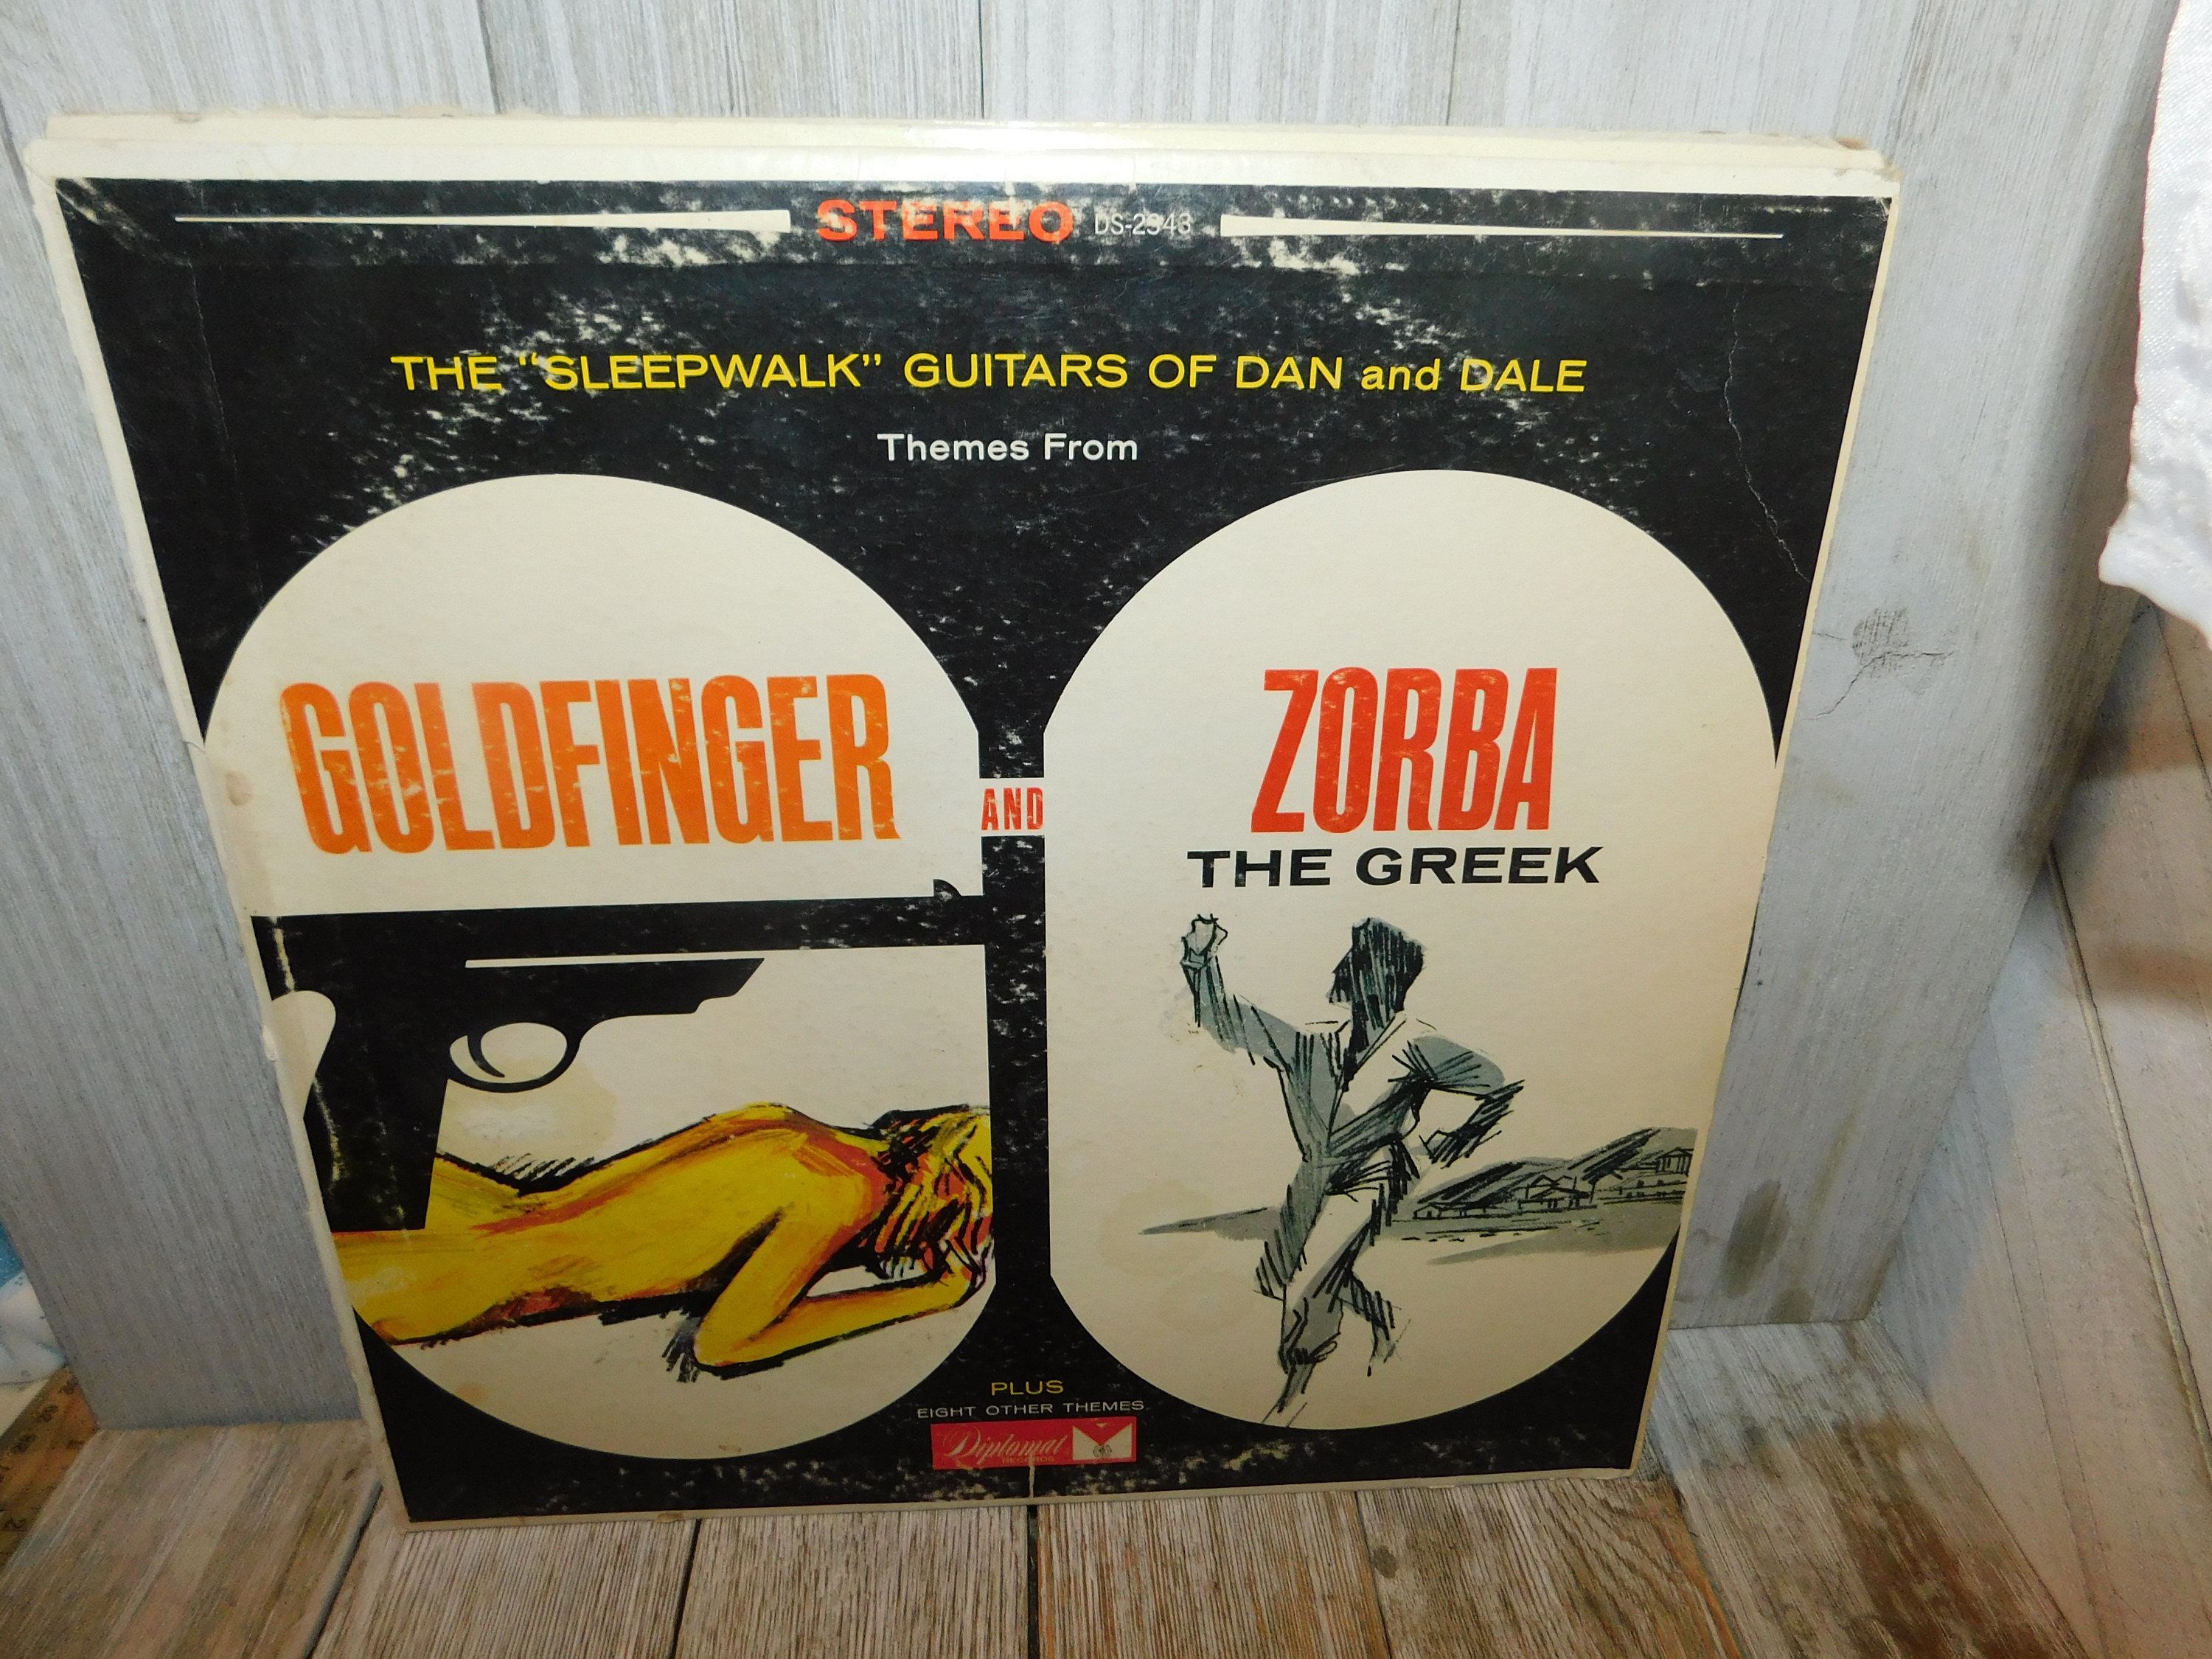 STEREO DS-2343
THE “SLEEPWALK” GUITARS OF DAN and DALE
Themes From
GOLDFINGER
AND
ZORBA
THE GREEK
PLUS
EIGHT OTHER THEMES
Diplomat
RECORDS